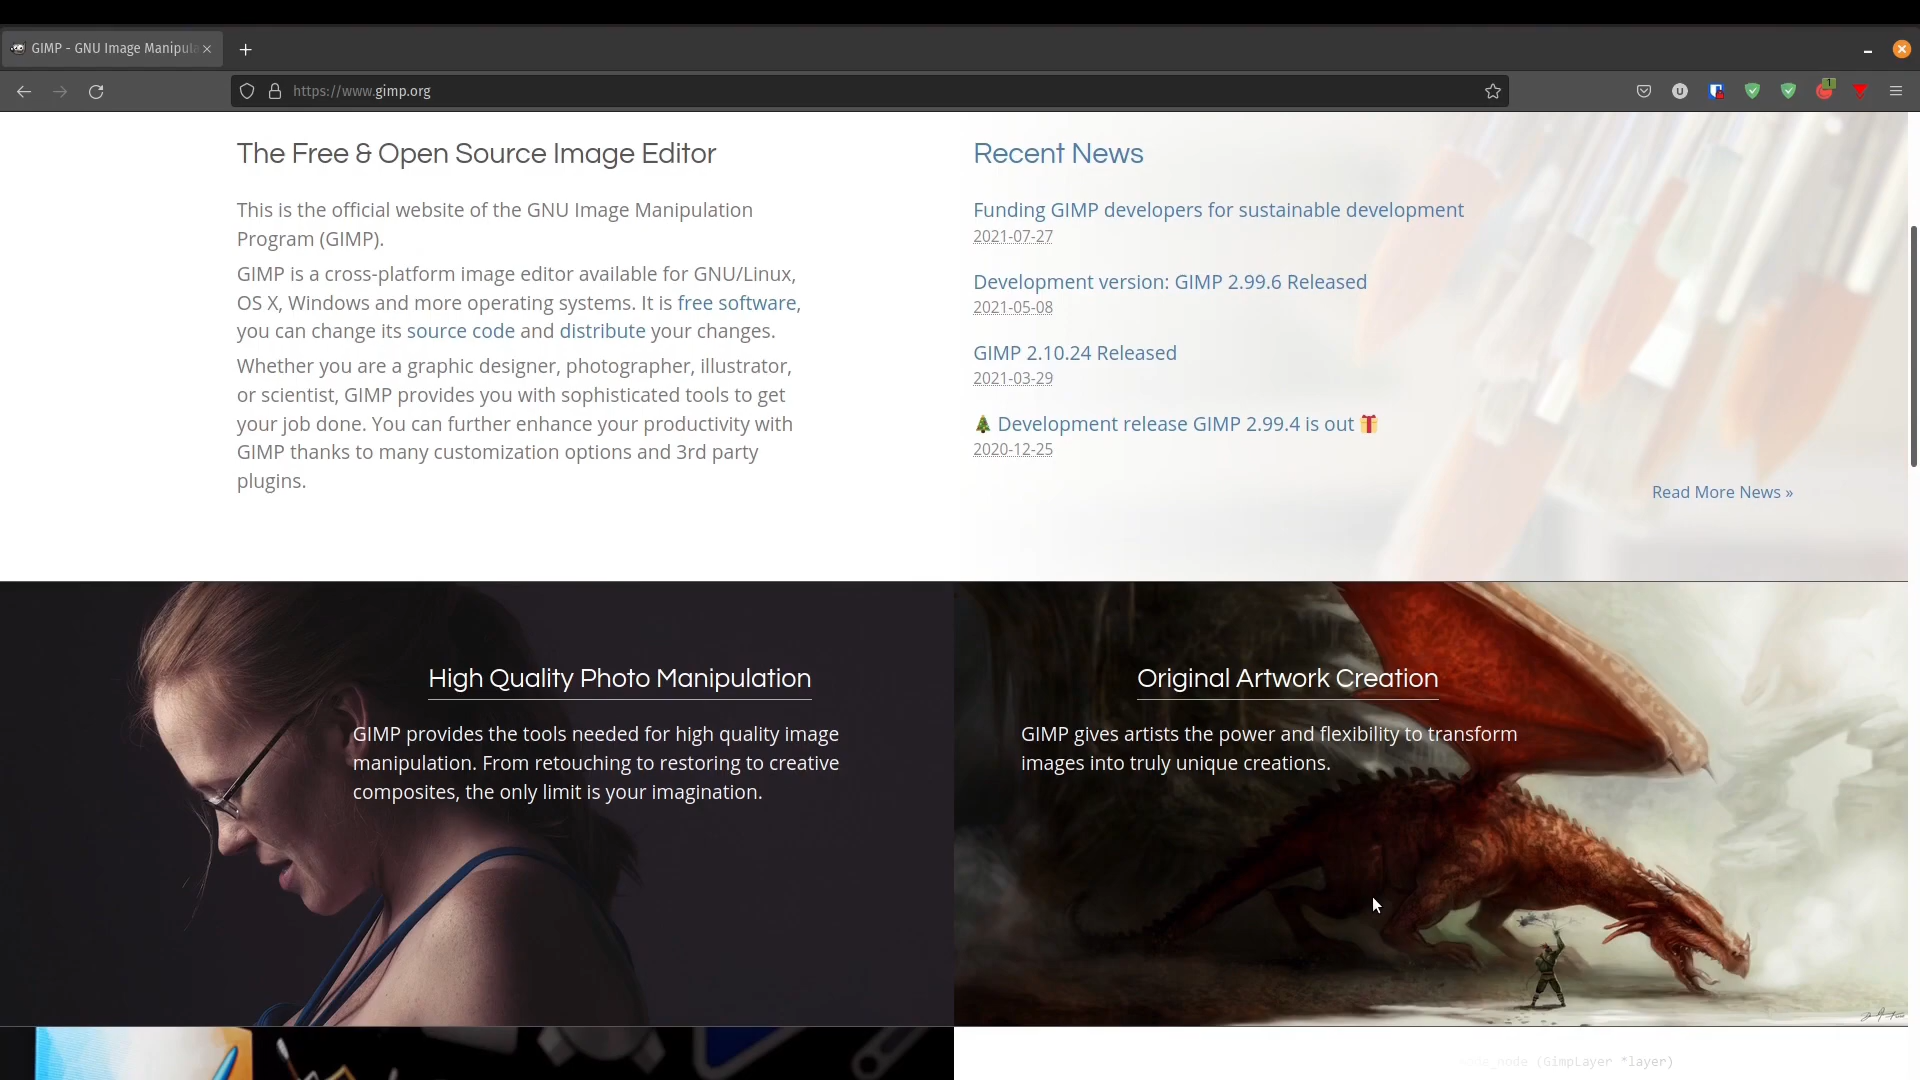 GIMP - GNU Image Manipula
https://www.gimp.org
1
The Free & Open Source Image Editor
This is the official website of the GNU Image Manipulation
Program (GIMP).
GIMP is a cross-platform image editor available for GNU/Linux,
OS X, Windows and more operating systems. It is free software,
you can change its source code and distribute your changes.
Whether you are a graphic designer, photographer, illustrator,
or scientist, GIMP provides you with sophisticated tools to get
your job done. You can further enhance your productivity with
GIMP thanks to many customization options and 3rd party
plugins.
Recent News
Funding GIMP developers for sustainable development
2021-07-27
Development version: GIMP 2.99.6 Released
2021-05-08
GIMP 2.10.24 Released
2021-03-29
🎄 Development release GIMP 2.99.4 is out 🎁
2020-12-25
Read More News »
High Quality Photo Manipulation
GIMP provides the tools needed for high quality image
manipulation. From retouching to restoring to creative
composites, the only limit is your imagination.
Original Artwork Creation
GIMP gives artists the power and flexibility to transform
images into truly unique creations.
(GimpLayer *layer)